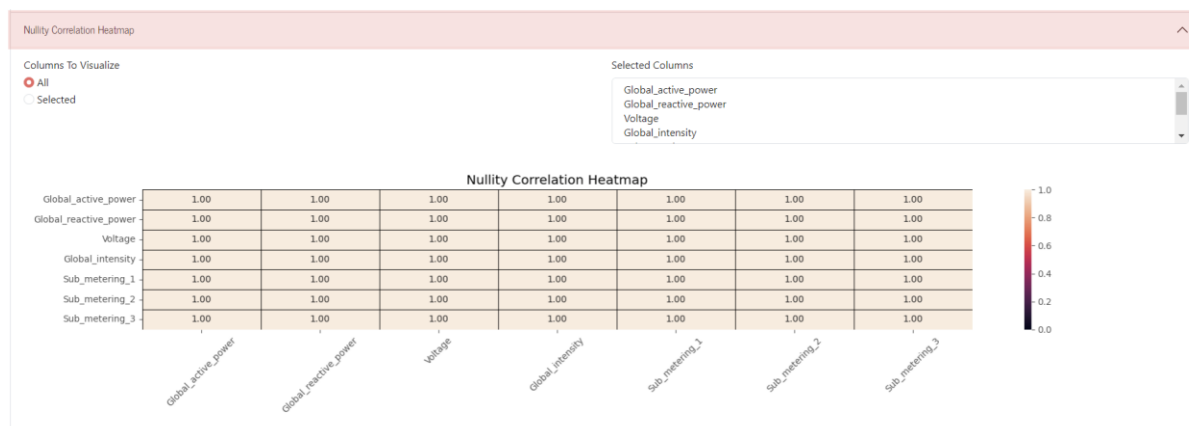 Nullity Correlation Heatmap
Columns To Visualize
All
Selected
Selected Columns
Global_active_power
Global_reactive_power
Voltage
Global_intensity
Nullity Correlation Heatmap
Global_active_power 1.00 1.00 1.00 1.00 1.00 1.00 1.00
Global_reactive_power 1.00 1.00 1.00 1.00 1.00 1.00 1.00
Voltage 1.00 1.00 1.00 1.00 1.00 1.00 1.00
Global_intensity 1.00 1.00 1.00 1.00 1.00 1.00 1.00
Sub_metering_1 1.00 1.00 1.00 1.00 1.00 1.00 1.00
Sub_metering_2 1.00 1.00 1.00 1.00 1.00 1.00 1.00
Sub_metering_3 1.00 1.00 1.00 1.00 1.00 1.00 1.00
Global_active_power Global_reactive_power Voltage Global_intensity Sub_metering_1 Sub_metering_2 Sub_metering_3
1.0
0.8
0.6
0.4
0.2
0.0